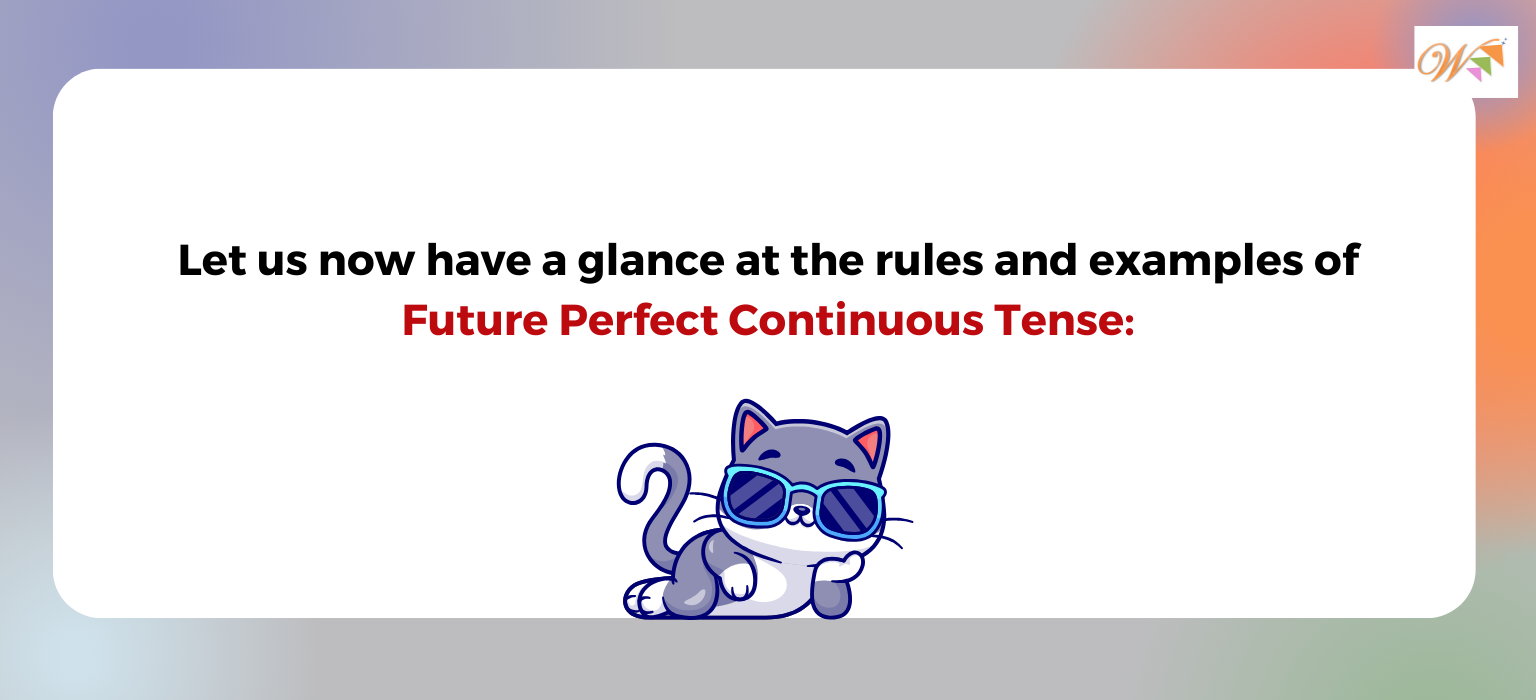 W
Let us now have a glance at the rules and examples of
Future Perfect Continuous Tense: